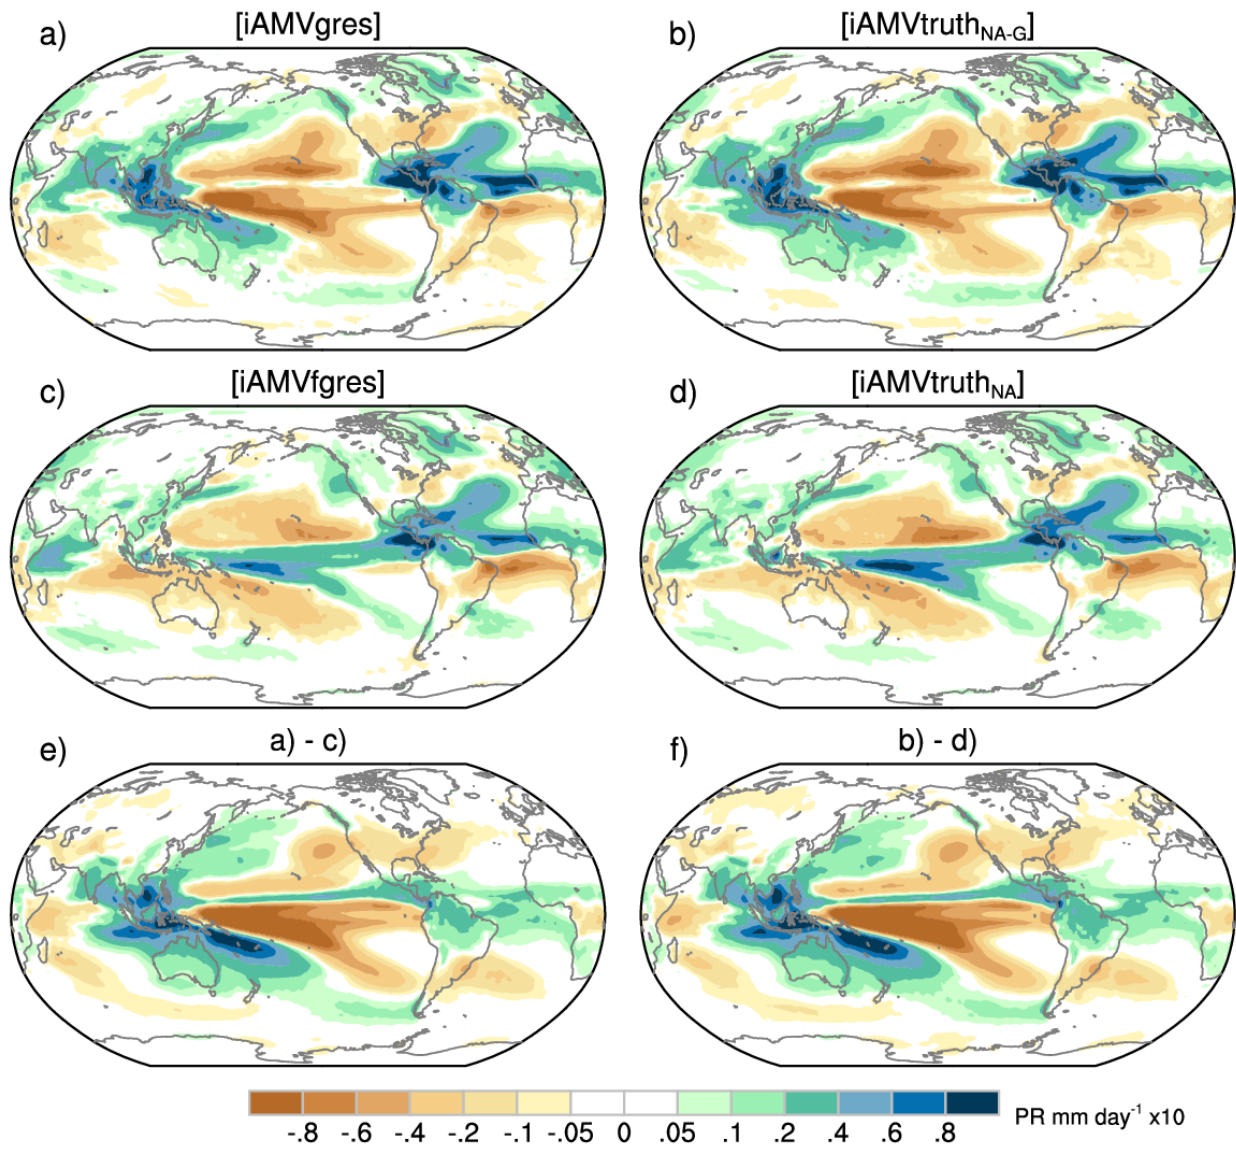 a) [iAMVgres]
b) [iAMVtruthNA-G]
c) [iAMVfgres]
d) [iAMVtruthNA]
e) a) - c)
f) b) - d)
-.8 -.6 -.4 -.2 -.1 -.05 0 .05 .1 .2 .4 .6 .8 PR mm day-1 x10